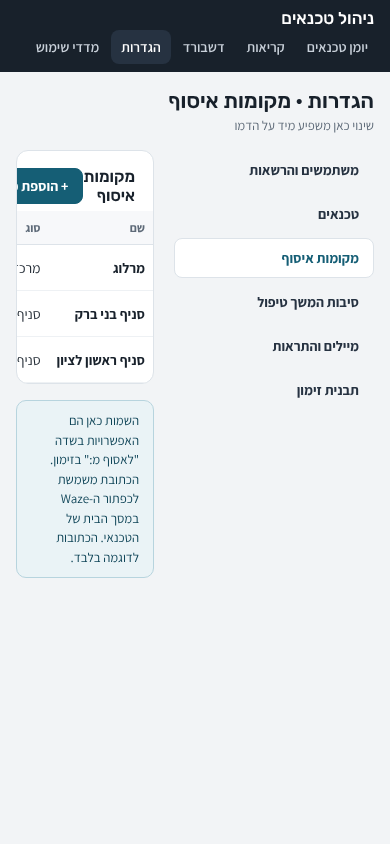 ניהול טכנאים
יומן טכנאים
קריאות
דשבורד
הגדרות
מדדי שימוש
הגדרות • מקומות איסוף
שינוי כאן משפיע מיד על הדמו
משתמשים והרשאות
טכנאים
מקומות איסוף
סיבות המשך טיפול
מיילים והתראות
תבנית זימון
מקומות איסוף
+ הוספת
שם
סוג
מרלוג
סניף בני ברק
סניף
סניף ראשון לציון
סניף
השמות כאן הם
האפשרויות בשדה
"לאסוף מ:" בזימון.
הכתובת משמשת
לכפתור ה-Waze
במסך הבית של
הטכנאי. הכתובות
לדוגמה בלבד.